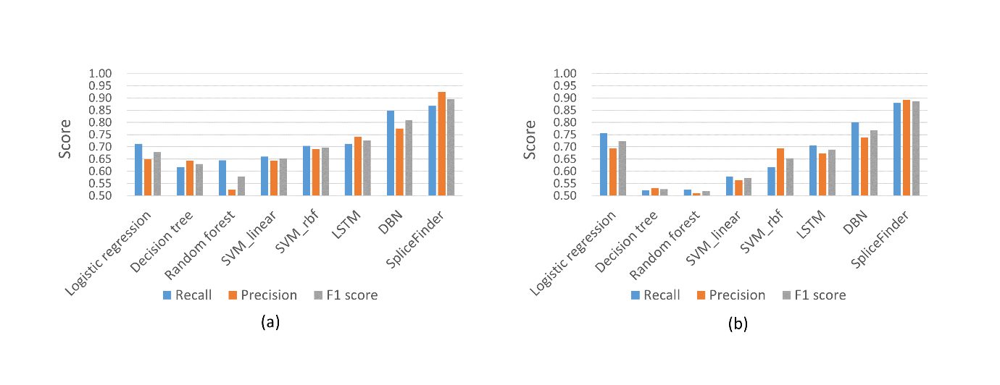 Score
1.00
0.95
0.90
0.85
0.80
0.75
0.70
0.65
0.60
0.55
0.50
Logistic regression
Decision tree
Random forest
SVM_linear
SVM_rbf
LSTM
DBN
SpliceFinder
Recall Precision F1 score
(a)
Score
1.00
0.95
0.90
0.85
0.80
0.75
0.70
0.65
0.60
0.55
0.50
Logistic regression
Decision tree
Random forest
SVM_linear
SVM_rbf
LSTM
DBN
SpliceFinder
Recall Precision F1 score
(b)